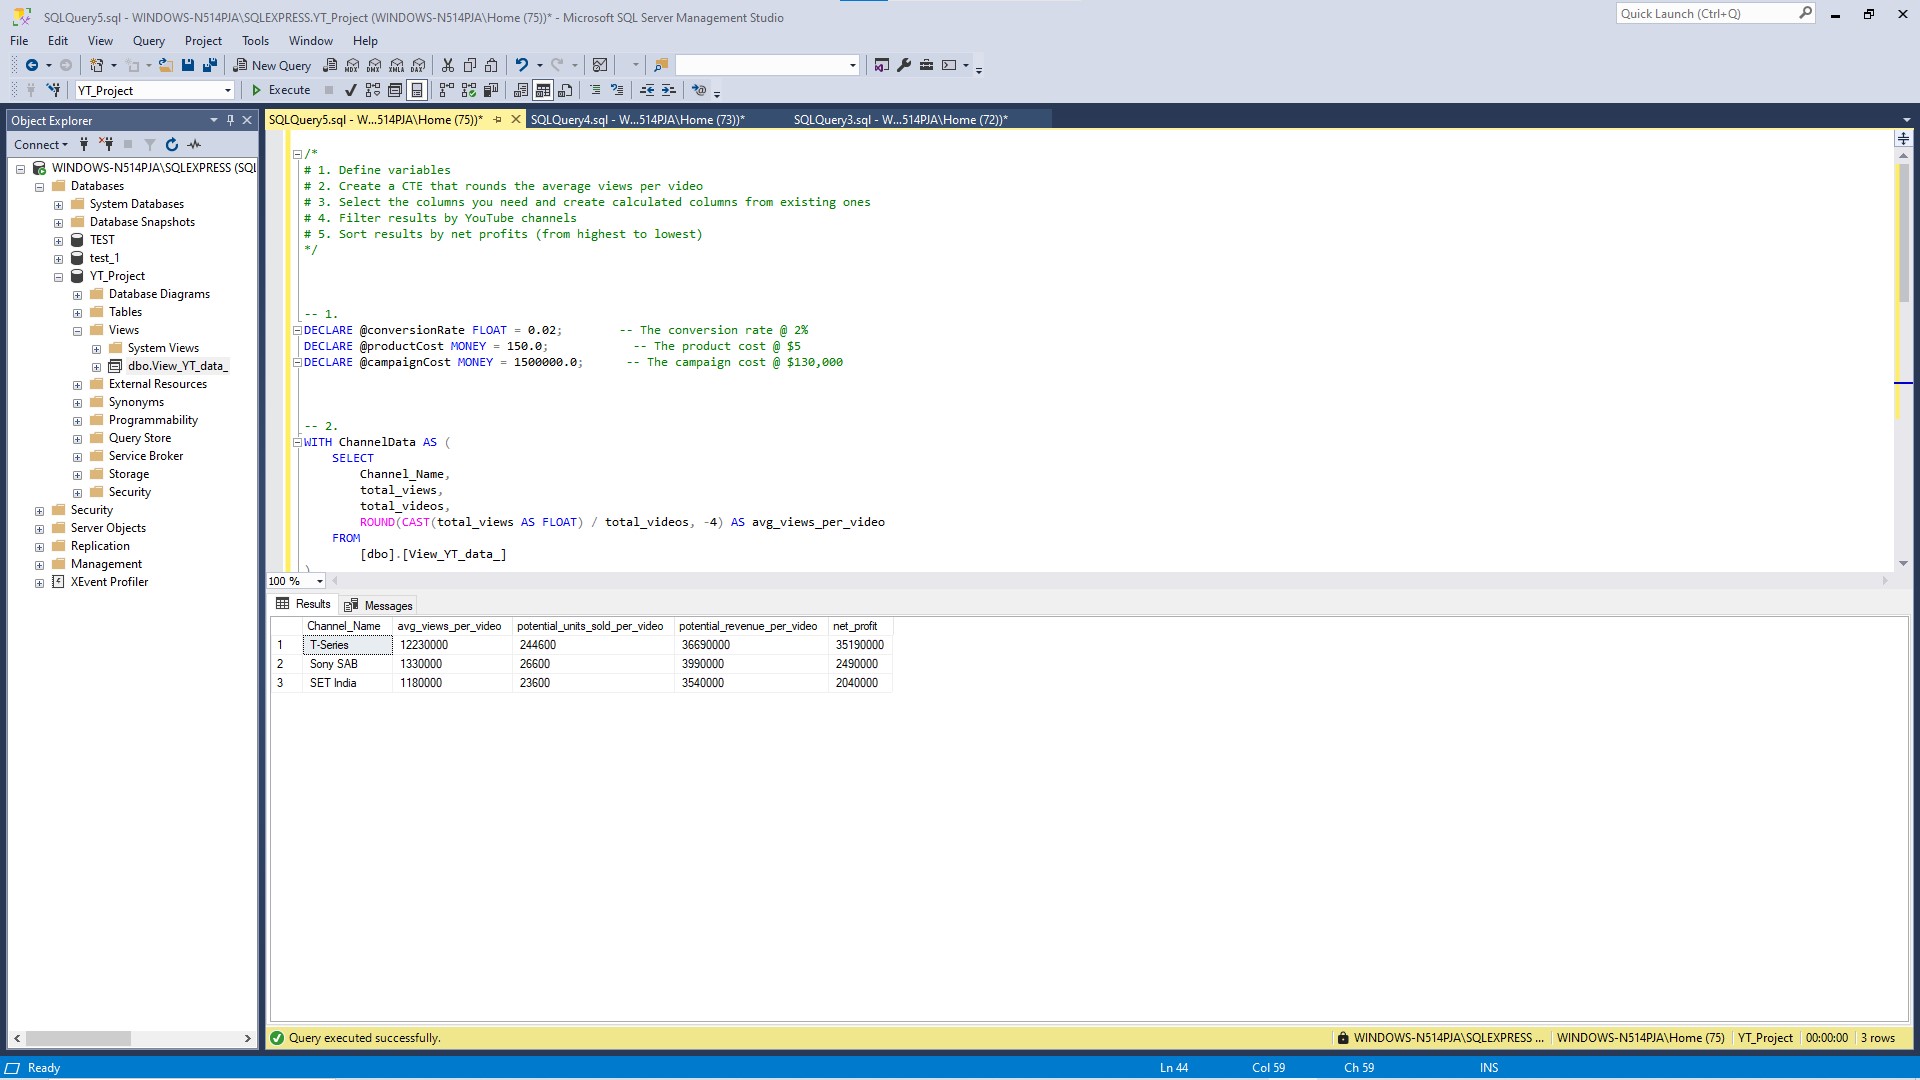 SQLQuery5.sql - WINDOWS-N514PJA\SQLEXPRESS.YT_Project (WINDOWS-N514PJA\Home (75))* - Microsoft SQL Server Management Studio
Quick Launch (Ctrl+Q)
File Edit View Query Project Tools Window Help
New Query
MDX DMX XMLA DAX
YT_Project
Execute
Object Explorer
Connect
WINDOWS-N514PJA\SQLEXPRESS (SQL
Databases
System Databases
Database Snapshots
TEST
test_1
YT_Project
Database Diagrams
Tables
Views
System Views
dbo.View_YT_data_
External Resources
Synonyms
Programmability
Query Store
Service Broker
Storage
Security
Security
Server Objects
Replication
Management
XEvent Profiler
SQLQuery5.sql - W...514PJA\Home (75))* SQLQuery4.sql - W...514PJA\Home (73))* SQLQuery3.sql - W...514PJA\Home (72))*
/*
# 1. Define variables
# 2. Create a CTE that rounds the average views per video
# 3. Select the columns you need and create calculated columns from existing ones
# 4. Filter results by YouTube channels
# 5. Sort results by net profits (from highest to lowest)
*/
-- 1.
DECLARE @conversionRate FLOAT = 0.02; -- The conversion rate @ 2%
DECLARE @productCost MONEY = 150.0; -- The product cost @ $5
DECLARE @campaignCost MONEY = 1500000.0; -- The campaign cost @ $130,000
-- 2.
WITH ChannelData AS (
SELECT
Channel_Name,
total_views,
total_videos,
ROUND(CAST(total_views AS FLOAT) / total_videos, -4) AS avg_views_per_video
FROM
[dbo].[View_YT_data_]
)
100 %
Results Messages
Channel_Name avg_views_per_video potential_units_sold_per_video potential_revenue_per_video net_profit
1 T-Series 12230000 244600 36690000 35190000
2 Sony SAB 1330000 26600 3990000 2490000
3 SET India 1180000 23600 3540000 2040000
Query executed successfully.
WINDOWS-N514PJA\SQLEXPRESS ... WINDOWS-N514PJA\Home (75) YT_Project 00:00:00 3 rows
Ready Ln 44 Col 59 Ch 59 INS